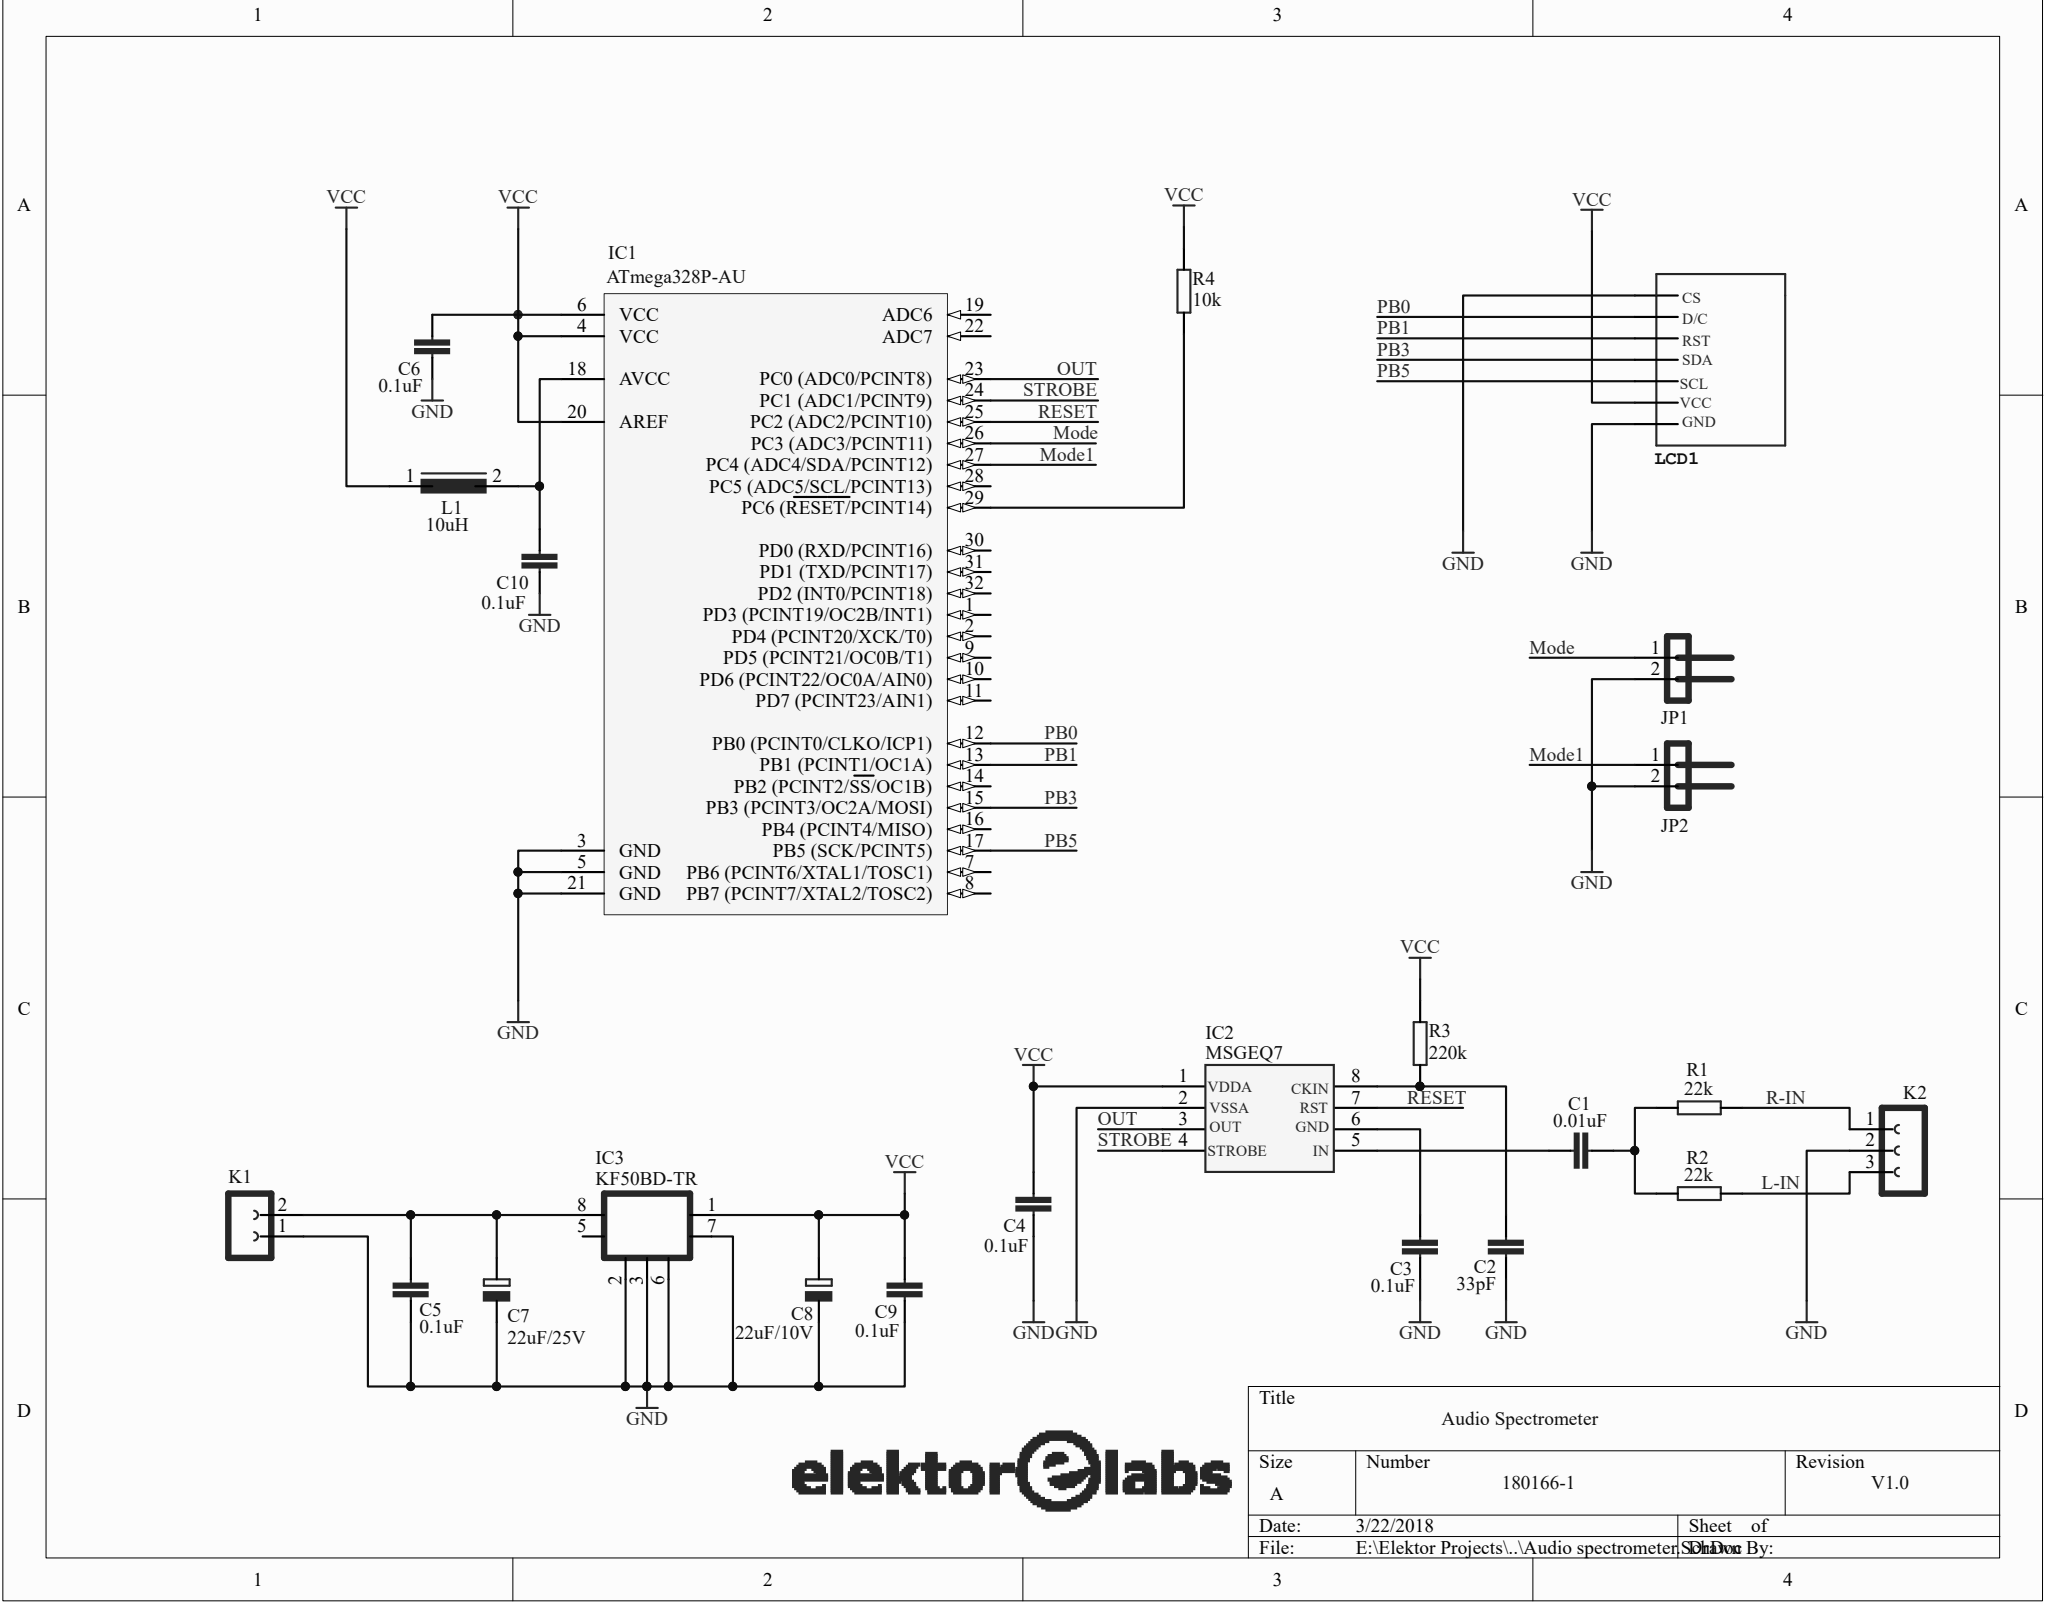 1 2 3 4
A A
B B
C C
D D
1 2 3 4
VCC
VCC
IC1
ATmega328P-AU
6 VCC
4 VCC
18 AVCC
20 AREF
3 GND
5 GND
21 GND
ADC6 19
ADC7 22
PC0 (ADC0/PCINT8) 23 OUT
PC1 (ADC1/PCINT9) 24 STROBE
PC2 (ADC2/PCINT10) 25 RESET
PC3 (ADC3/PCINT11) 26 Mode
PC4 (ADC4/SDA/PCINT12) 27 Mode1
PC5 (ADC5/SCL/PCINT13) 28
PC6 (RESET/PCINT14) 29
PD0 (RXD/PCINT16) 30
PD1 (TXD/PCINT17) 31
PD2 (INT0/PCINT18) 32
PD3 (PCINT19/OC2B/INT1) 1
PD4 (PCINT20/XCK/T0) 2
PD5 (PCINT21/OC0B/T1) 9
PD6 (PCINT22/OC0A/AIN0) 10
PD7 (PCINT23/AIN1) 11
PB0 (PCINT0/CLKO/ICP1) 12 PB0
PB1 (PCINT1/OC1A) 13 PB1
PB2 (PCINT2/SS/OC1B) 14
PB3 (PCINT3/OC2A/MOSI) 15 PB3
PB4 (PCINT4/MISO) 16
PB5 (SCK/PCINT5) 17 PB5
PB6 (PCINT6/XTAL1/TOSC1) 7
PB7 (PCINT7/XTAL2/TOSC2) 8
C6
0.1uF
GND
1 2
L1
10uH
C10
0.1uF
GND
GND
VCC
R4
10k
VCC
CS
PB0 D/C
PB1 RST
PB3 SDA
PB5 SCL
VCC
GND
LCD1
GND
GND
Mode 1
2
JP1
Mode1 1
2
JP2
GND
K1
2
1
IC3
KF50BD-TR
8
5
1
7
2 3 6
VCC
C5
0.1uF
C7
22uF/25V
C8
22uF/10V
C9
0.1uF
GND
VCC
VCC
IC2
MSGEQ7
1 VDDA
2 VSSA
OUT 3 OUT
STROBE 4 STROBE
CKIN 8
RST 7 RESET
GND 6
IN 5
R3
220k
C4
0.1uF
GND
GND
C3
0.1uF
C2
33pF
GND
GND
C1
0.01uF
R1
22k
R-IN
R2
22k
L-IN
K2
1
2
3
GND
elektor e labs
Title
Audio Spectrometer
Size
A
Number
180166-1
Revision
V1.0
Date: 3/22/2018 Sheet of
File: E:\Elektor Projects\..\Audio spectrometer.SchDoc Drawn By: